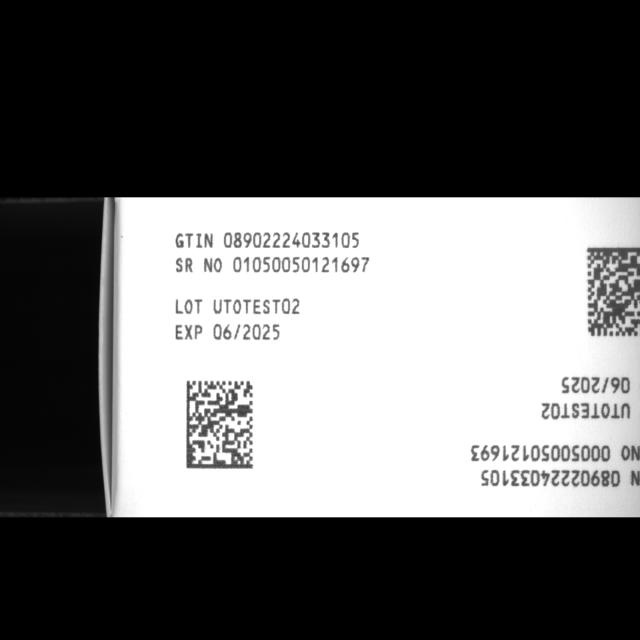 GTIN 08902224033105
SR NO 01050050121697
LOT UTOTEST02
EXP 06/2025
N 08902224033105
NO 00050050121693
UTOTEST02
06/2025